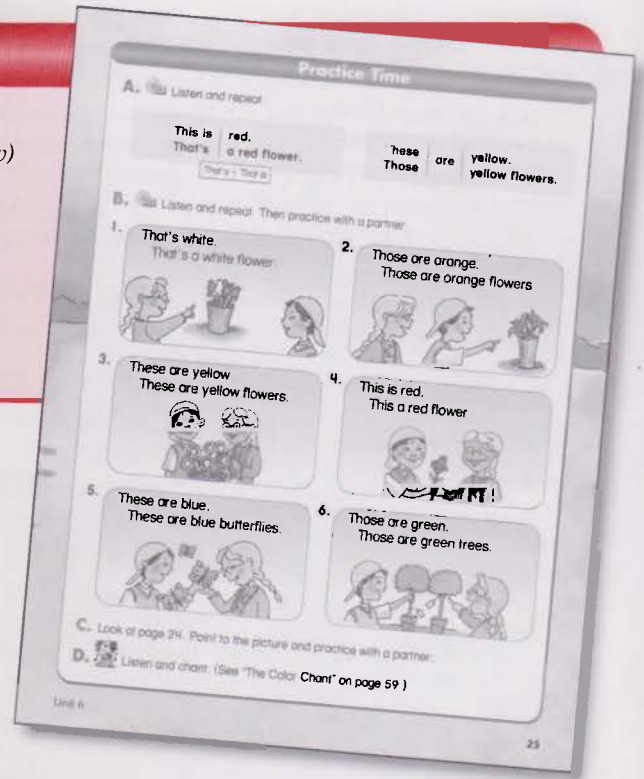 v)
Practice Time
A. Listen and repeat
This is red.
That's a red flower.
That's = That is
hese are yellow.
Those yellow flowers.
B. Listen and repeat. Then practice with a partner
1. That's white.
That's a white flower
2. Those are orange.
Those are orange flowers
3. These are yellow
These are yellow flowers.
4. This is red.
This a red flower
5. These are blue.
These are blue butterflies.
6. Those are green.
Those are green trees.
C. Look at page 24. Point to the picture and practice with a partner.
D. Listen and chant. (See "The Color Chant" on page 59 )
Unit 6
25